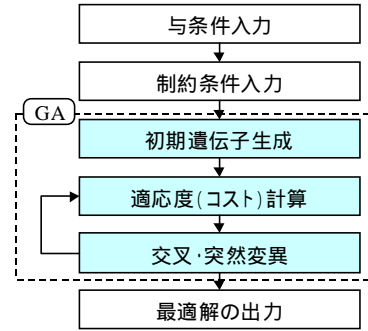 与条件入力
制約条件入力
GA
初期遺伝子生成
適応度(コスト)計算
交叉・突然変異
最適解の出力